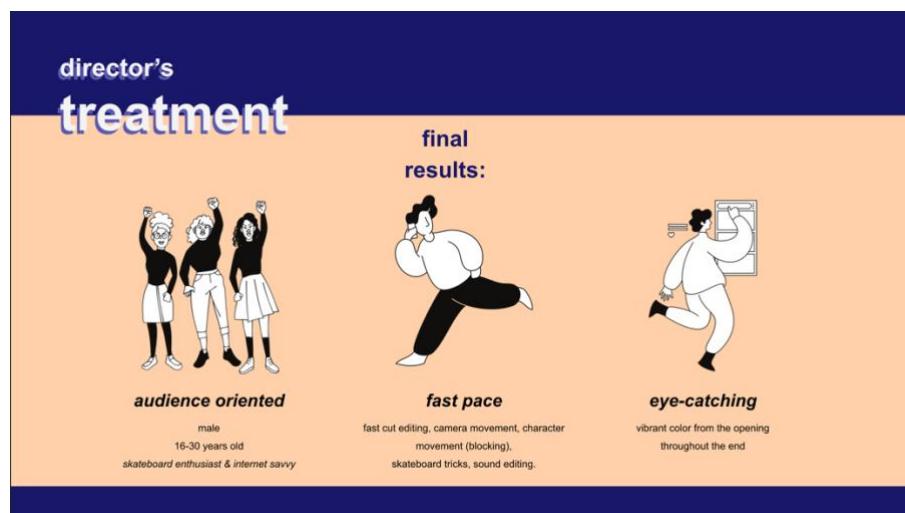 director's
treatment
final
results:
audience oriented
male
16-30 years old
skateboard enthusiast & internet savvy
fast pace
fast cut editing, camera movement, character
movement (blocking),
skateboard tricks, sound editing.
eye-catching
vibrant color from the opening
throughout the end